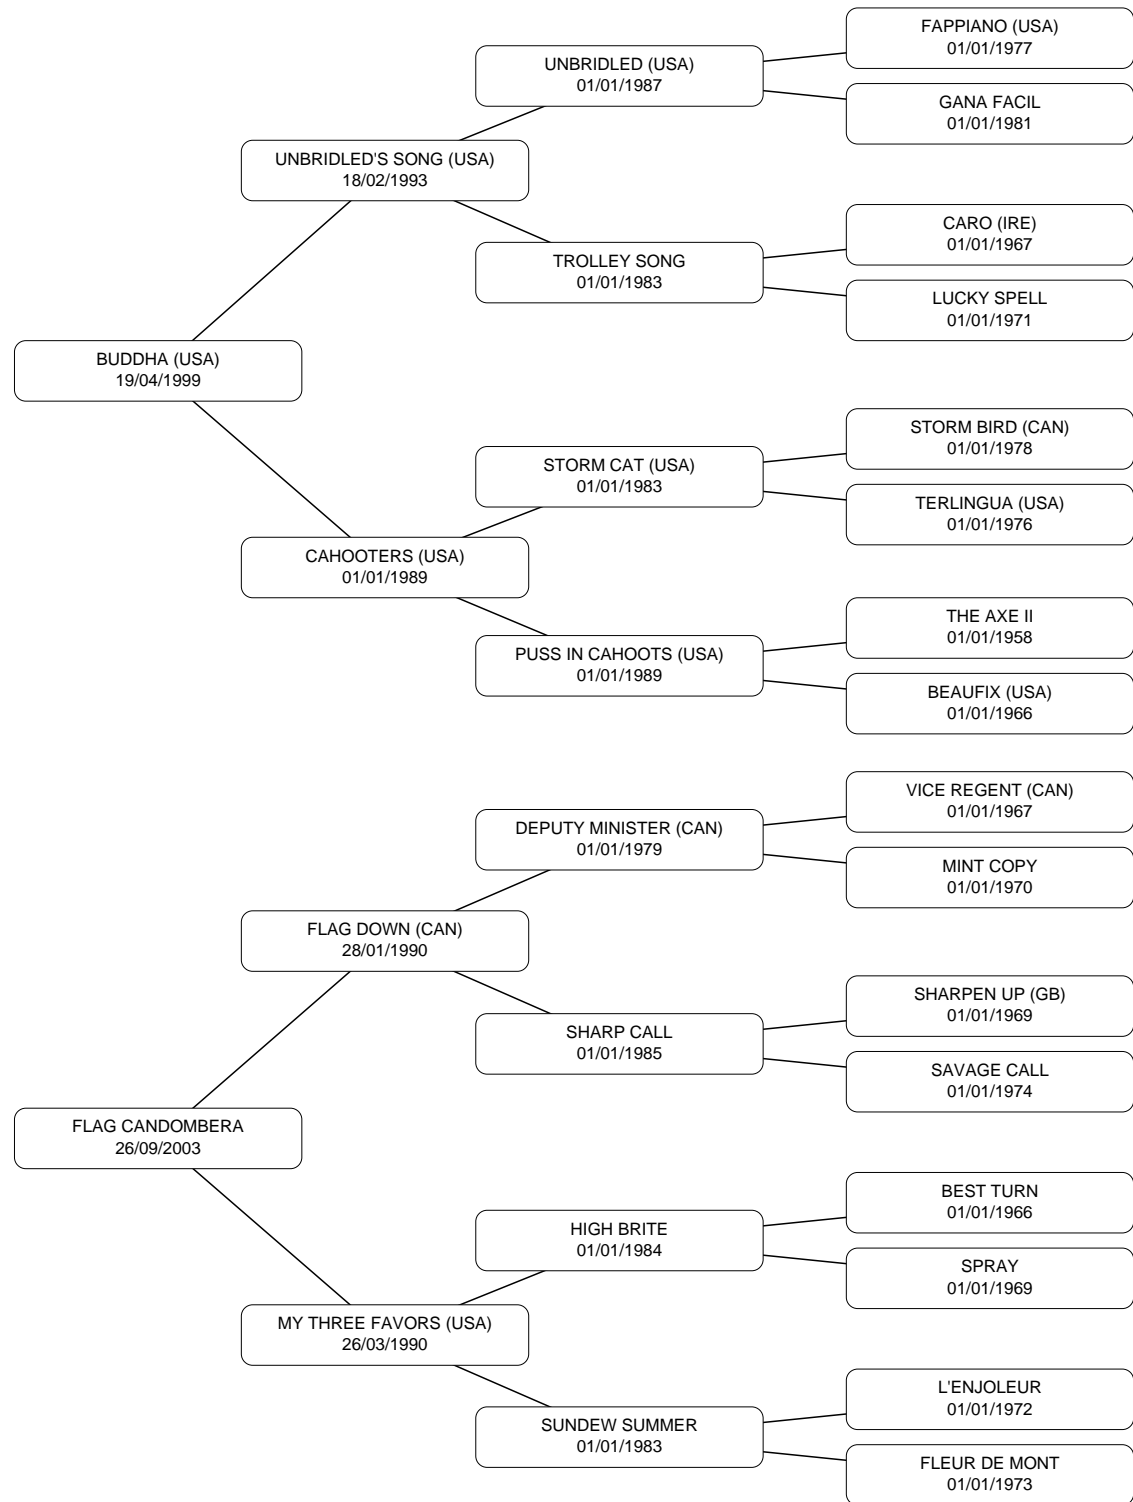 FAPPIANO (USA)
01/01/1977
UNBRIDLED (USA)
01/01/1987
GANA FACIL
01/01/1981
UNBRIDLED'S SONG (USA)
18/02/1993
CARO (IRE)
01/01/1967
TROLLEY SONG
01/01/1983
LUCKY SPELL
01/01/1971
BUDDHA (USA)
19/04/1999
STORM BIRD (CAN)
01/01/1978
STORM CAT (USA)
01/01/1983
TERLINGUA (USA)
01/01/1976
CAHOOTERS (USA)
01/01/1989
THE AXE II
01/01/1958
PUSS IN CAHOOTS (USA)
01/01/1989
BEAUFIX (USA)
01/01/1966
VICE REGENT (CAN)
01/01/1967
DEPUTY MINISTER (CAN)
01/01/1979
MINT COPY
01/01/1970
FLAG DOWN (CAN)
28/01/1990
SHARPEN UP (GB)
01/01/1969
SHARP CALL
01/01/1985
SAVAGE CALL
01/01/1974
FLAG CANDOMBERA
26/09/2003
BEST TURN
01/01/1966
HIGH BRITE
01/01/1984
SPRAY
01/01/1969
MY THREE FAVORS (USA)
26/03/1990
L'ENJOLEUR
01/01/1972
SUNDEW SUMMER
01/01/1983
FLEUR DE MONT
01/01/1973